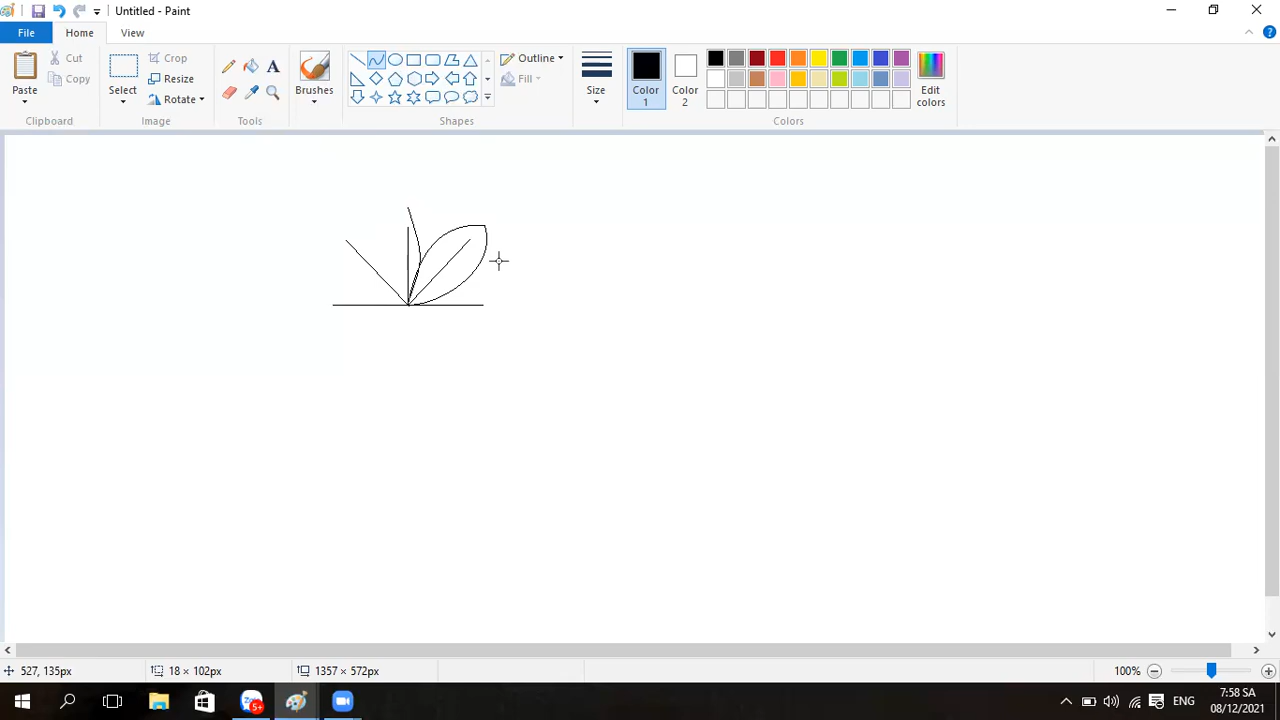 Untitled - Paint
File
Home
View
Paste
Cut
Copy
Clipboard
Select
Crop
Resize
Rotate
Image
A
Tools
Brushes
Outline
Fill
Shapes
Size
Color
1
Color
2
Edit
colors
Colors
527, 135px
18 × 102px
1357 × 572px
100%
5+
ENG
7:58 SA
08/12/2021